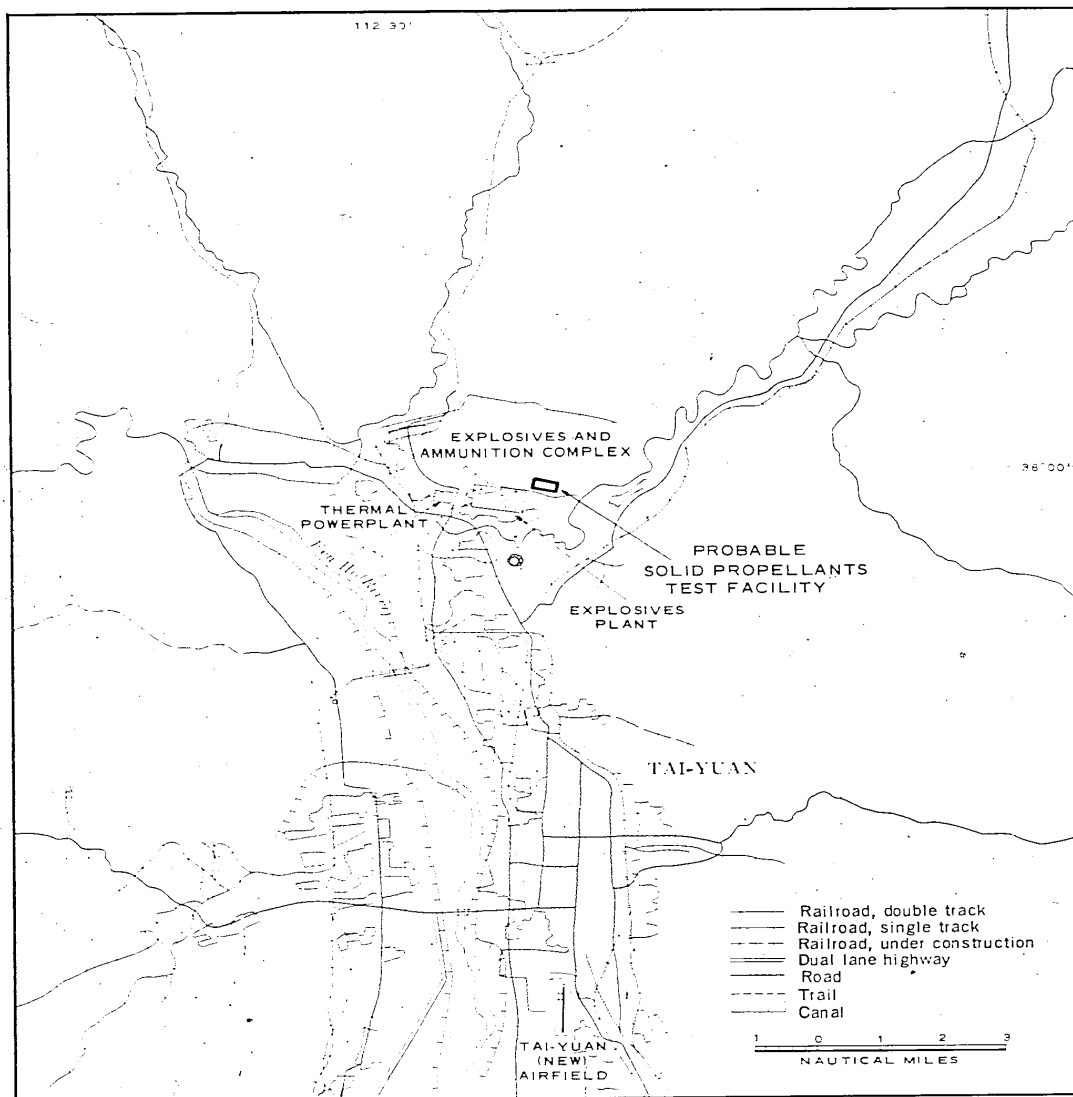 112 30'
EXPLOSIVES AND
AMMUNITION COMPLEX
38°00'
THERMAL
POWERPLANT
PROBABLE
SOLID PROPELLANTS
TEST FACILITY
EXPLOSIVES
PLANT
TAI-YUAN
Railroad, double track
Railroad, single track
Railroad, under construction
Dual lane highway
Road
Trail
Canal
1 0 1 2 3
NAUTICAL MILES
TAI-YUAN
(NEW)
AIRFIELD